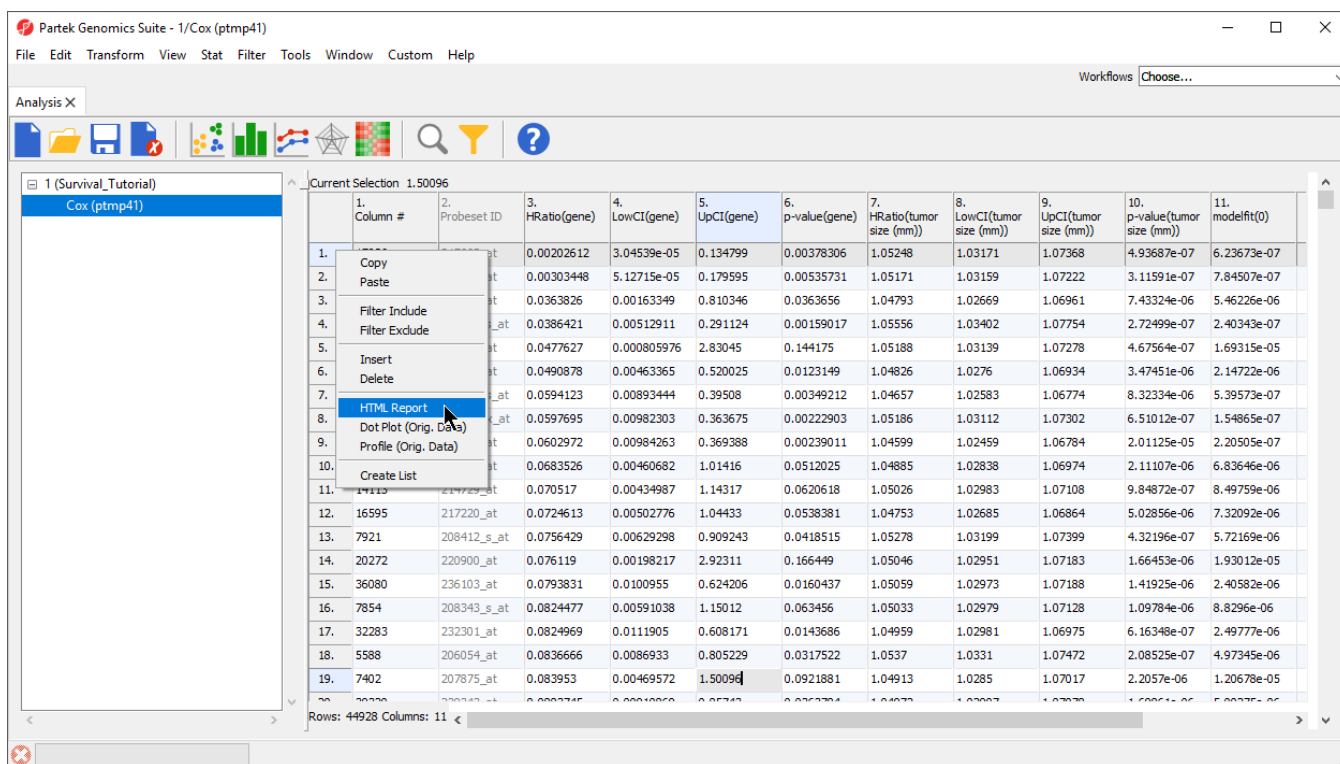 Partek Genomics Suite - 1/Cox (ptmp41)
File Edit Transform View Stat Filter Tools Window Custom Help
Workflows Choose...
Analysis X
1 (Survival_Tutorial)
Cox (ptmp41)
Current Selection 1.50096
1. Column # 2. Probeset ID 3. HRatio(gene) 4. LowCI(gene) 5. UpCI(gene) 6. p-value(gene) 7. HRatio(tumor size (mm)) 8. LowCI(tumor size (mm)) 9. UpCI(tumor size (mm)) 10. p-value(tumor size (mm)) 11. modelfit(0)
1. 0.00202612 3.04539e-05 0.134799 0.00378306 1.05248 1.03171 1.07368 4.93687e-07 6.23673e-07
2. 0.00303448 5.12715e-05 0.179595 0.00535731 1.05171 1.03159 1.07222 3.11591e-07 7.84507e-07
3. 0.0363826 0.00163349 0.810346 0.0363656 1.04793 1.02669 1.06961 7.43324e-06 5.46226e-06
4. s_at 0.0386421 0.00512911 0.291124 0.00159017 1.05556 1.03402 1.07754 2.72499e-07 2.40343e-07
5. 0.0477627 0.000805976 2.83045 0.144175 1.05188 1.03139 1.07278 4.67564e-07 1.69315e-05
6. 0.0490878 0.00463365 0.520025 0.0123149 1.04826 1.0276 1.06934 3.47451e-06 2.14722e-06
7. _at 0.0594123 0.00893444 0.39508 0.00349212 1.04657 1.02583 1.06774 8.32334e-06 5.39573e-07
8. _at 0.0597695 0.00982303 0.363675 0.00222903 1.05186 1.03112 1.07302 6.51012e-07 1.54865e-07
9. 0.0602972 0.00984263 0.369388 0.00239011 1.04599 1.02459 1.06784 2.01125e-05 2.20505e-07
10. 0.0683526 0.00460682 1.01416 0.0512025 1.04885 1.02838 1.06974 2.11107e-06 6.83646e-06
11. 14113 214729_at 0.070517 0.00434987 1.14317 0.0620618 1.05026 1.02983 1.07108 9.84872e-07 8.49759e-06
12. 16595 217220_at 0.0724613 0.00502776 1.04433 0.0538381 1.04753 1.02685 1.06864 5.02856e-06 7.32092e-06
13. 7921 208412_s_at 0.0756429 0.00629298 0.909243 0.0418515 1.05278 1.03199 1.07399 4.32196e-07 5.72169e-06
14. 20272 220900_at 0.076119 0.00198217 2.92311 0.166449 1.05046 1.02951 1.07183 1.66453e-06 1.93012e-05
15. 36080 236103_at 0.0793831 0.0100955 0.624206 0.0160437 1.05059 1.02973 1.07188 1.41925e-06 2.40582e-06
16. 7854 208343_s_at 0.0824477 0.00591038 1.15012 0.063456 1.05033 1.02979 1.07128 1.09784e-06 8.8296e-06
17. 32283 232301_at 0.0824969 0.0111905 0.608171 0.0143686 1.04959 1.02981 1.06975 6.16348e-07 2.49777e-06
18. 5588 206054_at 0.0836666 0.0086933 0.805229 0.0317522 1.0537 1.0331 1.07472 2.08525e-07 4.97345e-06
19. 7402 207875_at 0.083953 0.00469572 1.50096 0.0921881 1.04913 1.0285 1.07017 2.2057e-06 1.20678e-05
Copy
Paste
Filter Include
Filter Exclude
Insert
Delete
HTML Report
Dot Plot (Orig. Data)
Profile (Orig. Data)
Create List
Rows: 44928 Columns: 11